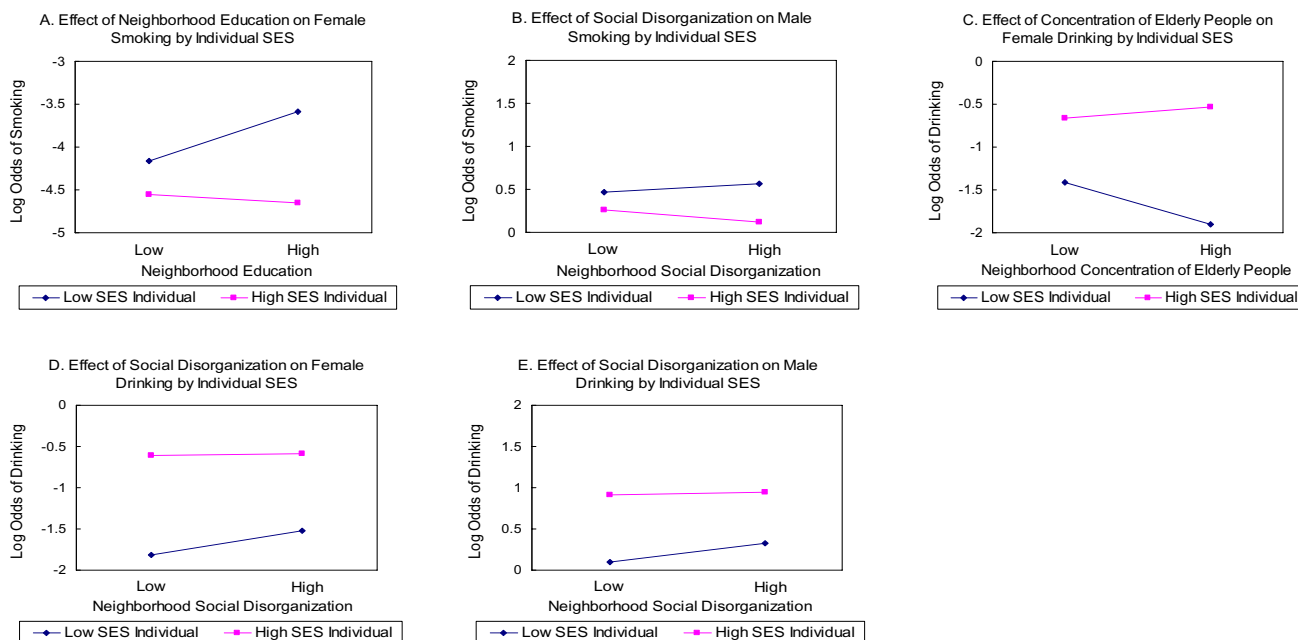 A. Effect of Neighborhood Education on Female
Smoking by Individual SES
-3
-3.5
-4
-4.5
-5
Log Odds of Smoking
Low High
Neighborhood Education
Low SES Individual High SES Individual
B. Effect of Social Disorganization on Male
Smoking by Individual SES
2
1.5
1
0.5
0
Log Odds of Smoking
Low High
Neighborhood Social Disorganization
Low SES Individual High SES Individual
C. Effect of Concentration of Elderly People on
Female Drinking by Individual SES
0
-0.5
-1
-1.5
-2
Log Odds of Drinking
Low High
Neighborhood Concentration of Elderly People
Low SES Individual High SES Individual
D. Effect of Social Disorganization on Female
Drinking by Individual SES
0
-0.5
-1
-1.5
-2
Log Odds of Drinking
Low High
Neighborhood Social Disorganization
Low SES Individual High SES Individual
E. Effect of Social Disorganization on Male
Drinking by Individual SES
2
1.5
1
0.5
0
Log Odds of Drinking
Low High
Neighborhood Social Disorganization
Low SES Individual High SES Individual